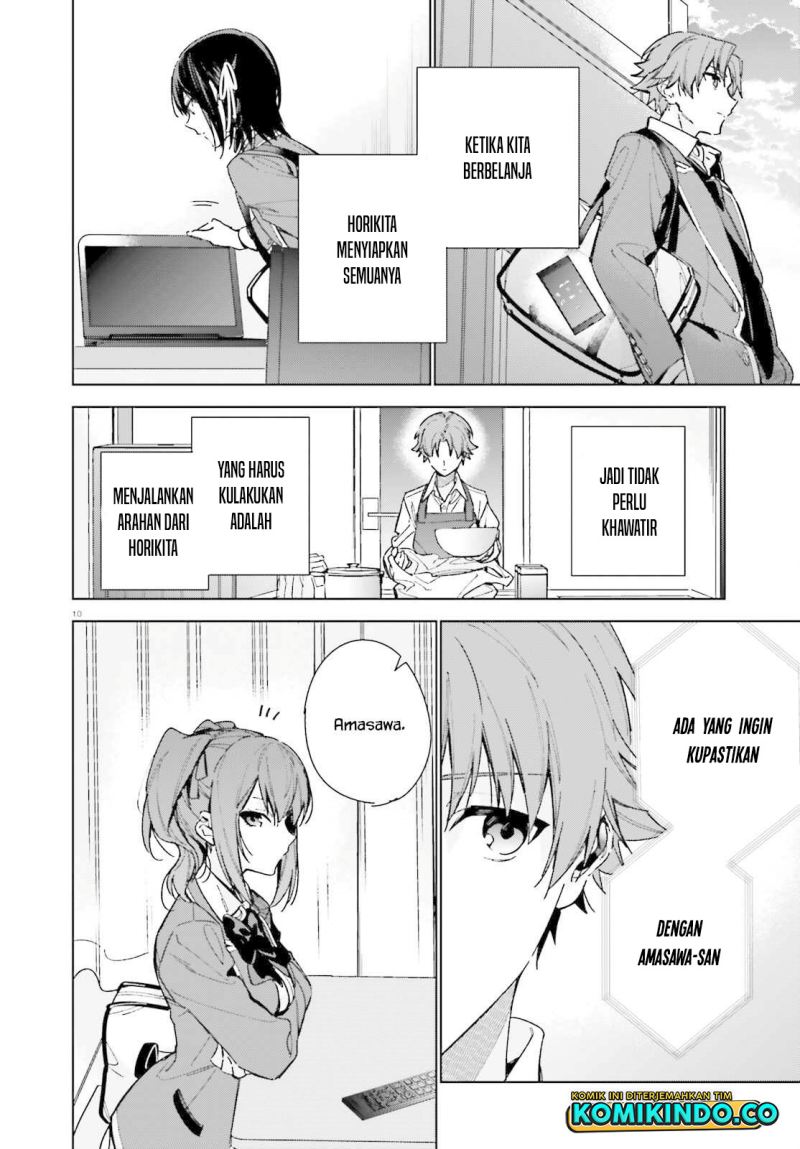 KETIKA KITA
BERBELANJA
HORIKITA
MENYIAPKAN
SEMUANYA
JADI TIDAK
PERLU
KHAWATIR
YANG HARUS
KULAKUKAN
ADALAH
MENJALANKAN
ARAHAN DARI
HORIKITA
10
ADA YANG INGIN
KUPASTIKAN
DENGAN
AMASAWA-SAN
Amasawa.
KOMIK INI DITERJEMAHKAN TIM
KOMIKINDO.CO